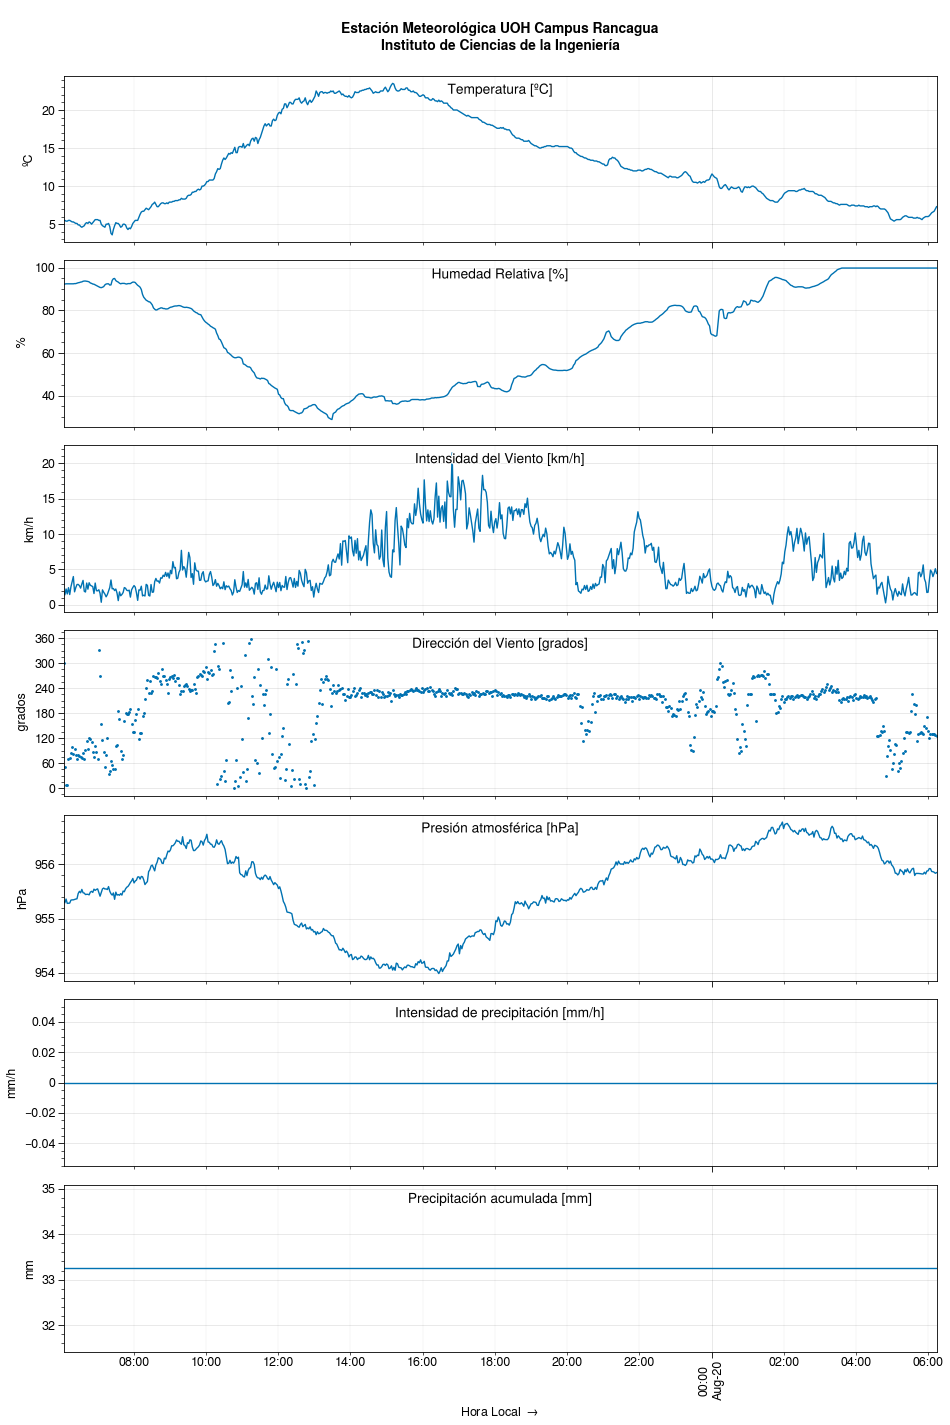 Estación Meteorológica UOH Campus Rancagua
Instituto de Ciencias de la Ingeniería
Temperatura [ºC]
ºC
20
15
10
5
Humedad Relativa [%]
%
100
80
60
40
Intensidad del Viento [km/h]
km/h
20
15
10
5
0
Dirección del Viento [grados]
grados
360
300
240
180
120
60
0
Presión atmosférica [hPa]
hPa
956
955
954
Intensidad de precipitación [mm/h]
mm/h
0.04
0.02
0
−0.02
−0.04
Precipitación acumulada [mm]
mm
35
34
33
32
08:00 10:00 12:00 14:00 16:00 18:00 20:00 22:00 00:00 02:00 04:00 06:00
Aug-20
Hora Local →